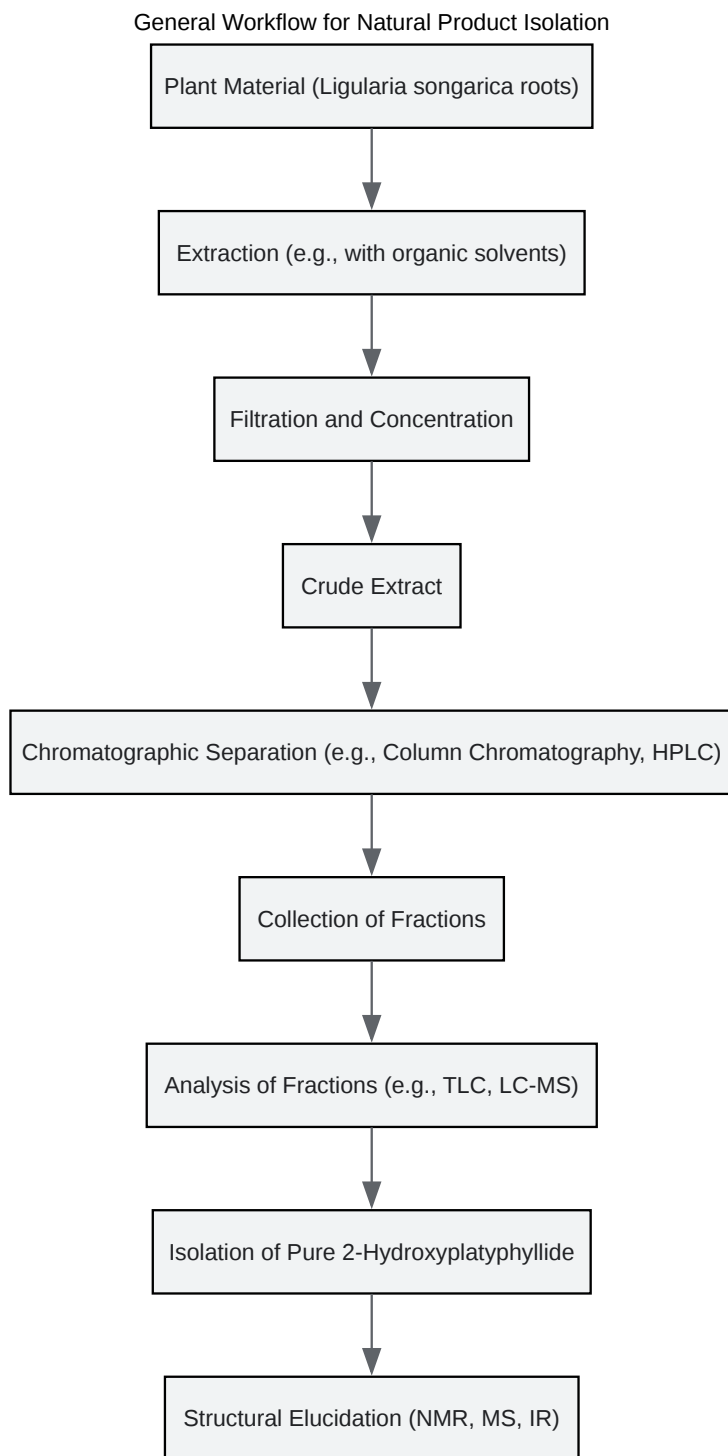 General Workflow for Natural Product Isolation
Plant Material (Ligularia songarica roots)
Extraction (e.g., with organic solvents)
Filtration and Concentration
Crude Extract
Chromatographic Separation (e.g., Column Chromatography, HPLC)
Collection of Fractions
Analysis of Fractions (e.g., TLC, LC-MS)
Isolation of Pure 2-Hydroxyplatyphyllide
Structural Elucidation (NMR, MS, IR)